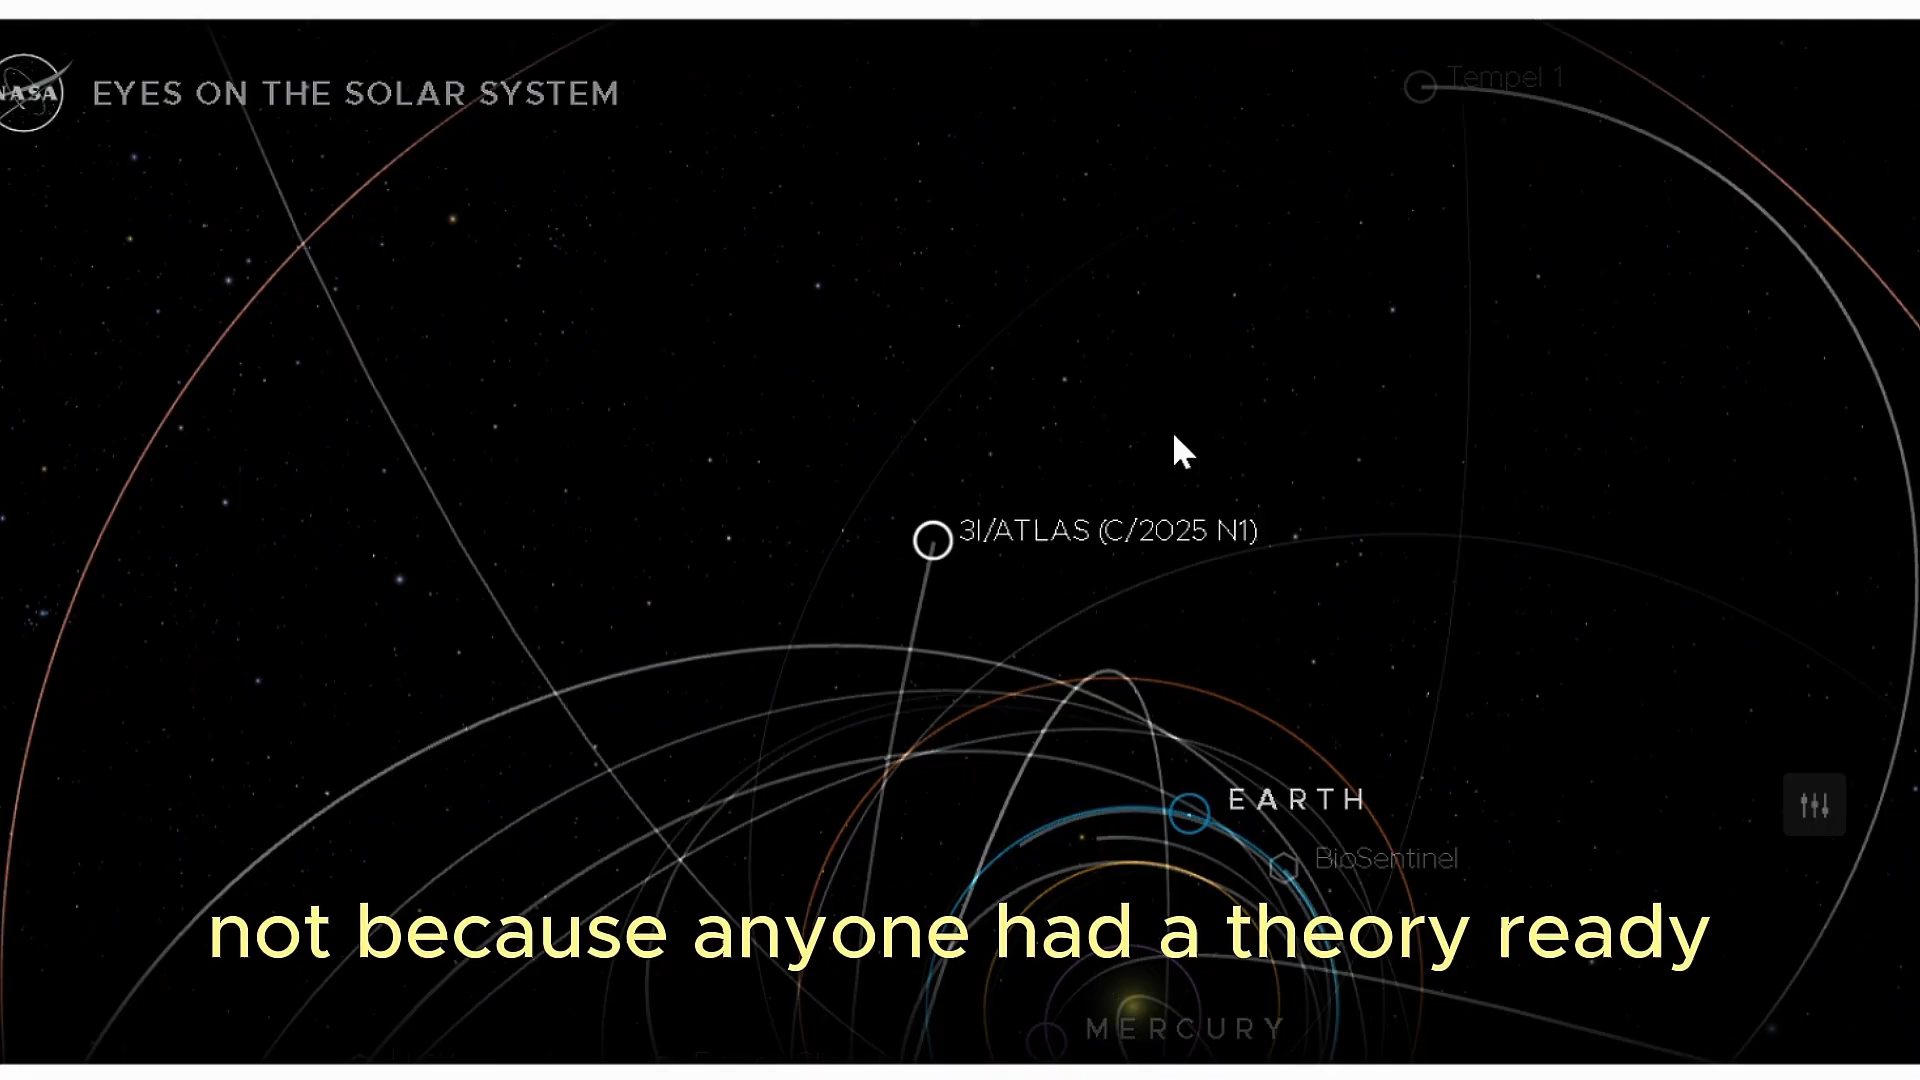 NASA
EYES ON THE SOLAR SYSTEM
Tempel 1
3I/ATLAS (C/2025 N1)
EARTH
BioSentinel
not because anyone had a theory ready
MERCURY